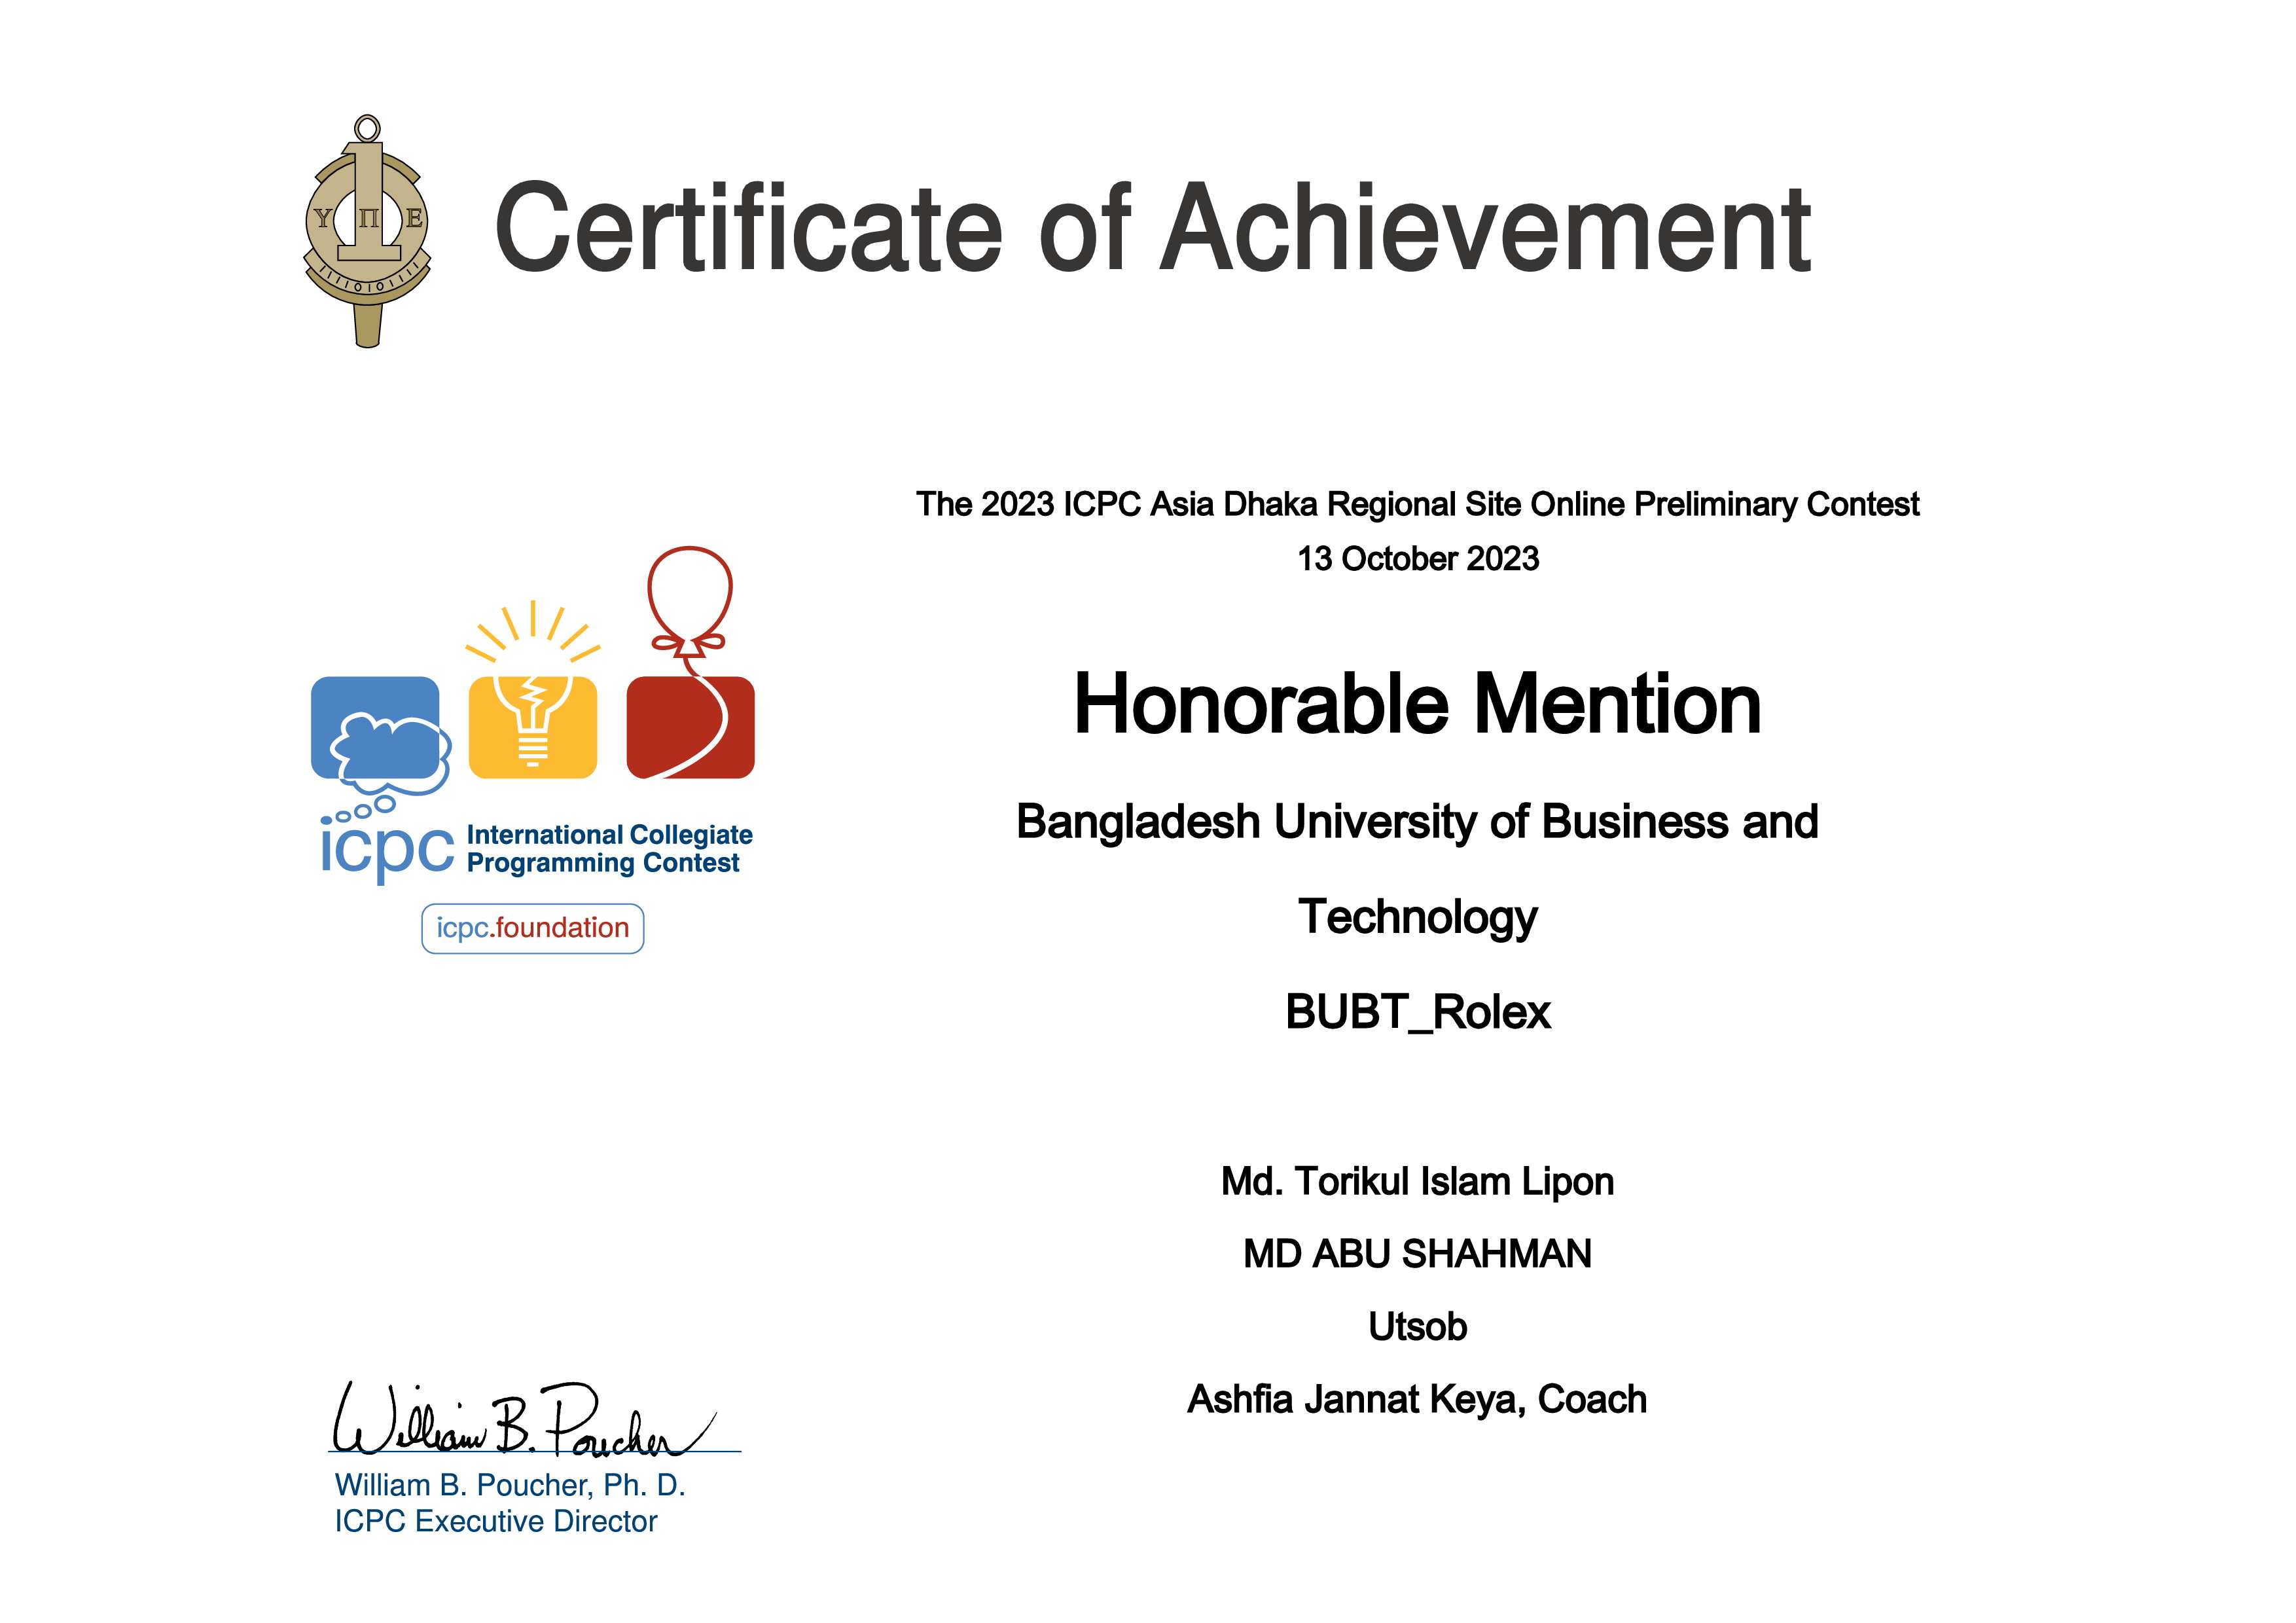 Certificate of Achievement
Υ Π Ε
The 2023 ICPC Asia Dhaka Regional Site Online Preliminary Contest
13 October 2023
Honorable Mention
Bangladesh University of Business and
Technology
BUBT_Rolex
icpc International Collegiate
Programming Contest
icpc.foundation
Md. Torikul Islam Lipon
MD ABU SHAHMAN
Utsob
Ashfia Jannat Keya, Coach
William B. Poucher
William B. Poucher, Ph. D.
ICPC Executive Director